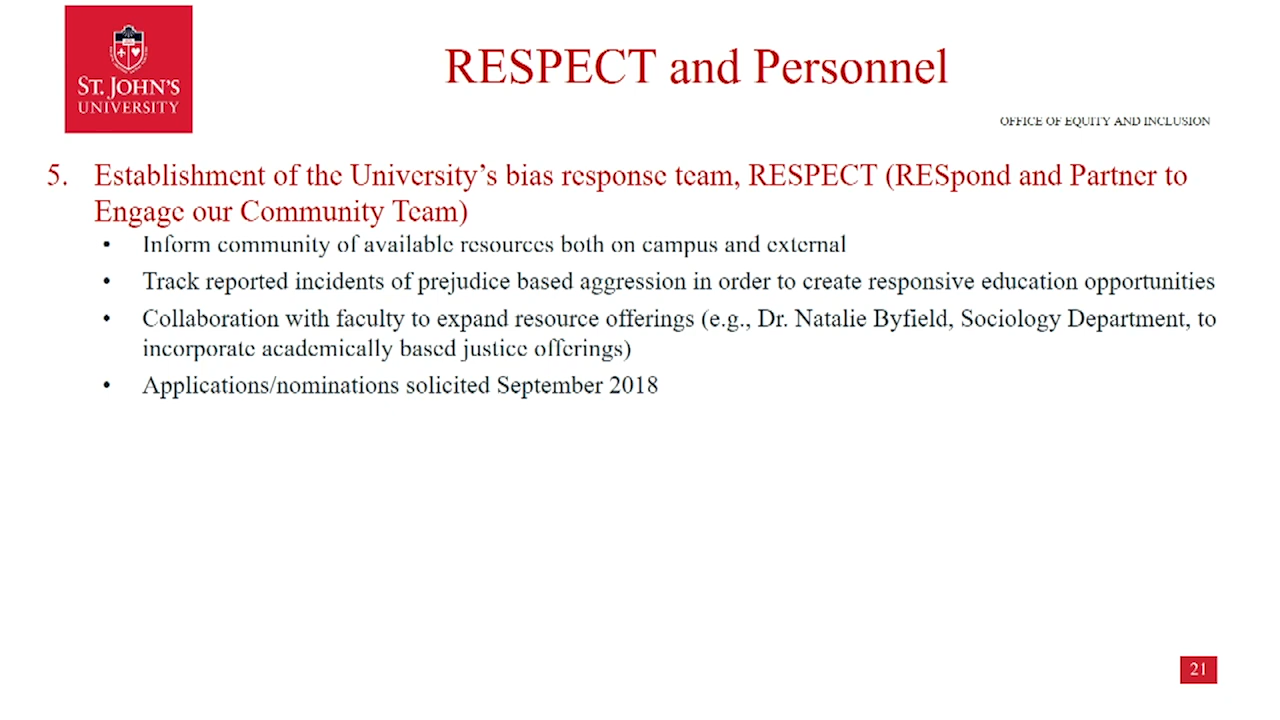 ST. JOHN'S
UNIVERSITY
RESPECT and Personnel
OFFICE OF EQUITY AND INCLUSION
5. Establishment of the University's bias response team, RESPECT (RESpond and Partner to
Engage our Community Team)
• Inform community of available resources both on campus and external
• Track reported incidents of prejudice based aggression in order to create responsive education opportunities
• Collaboration with faculty to expand resource offerings (e.g., Dr. Natalie Byfield, Sociology Department, to
incorporate academically based justice offerings)
• Applications/nominations solicited September 2018
21